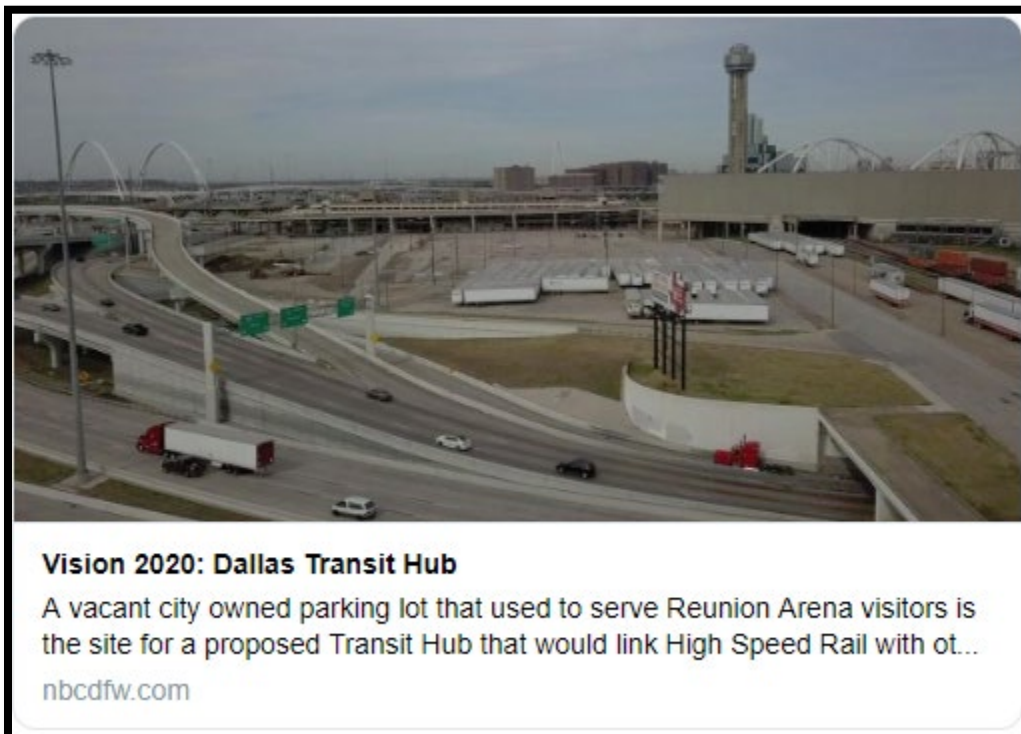 Vision 2020: Dallas Transit Hub
A vacant city owned parking lot that used to serve Reunion Arena visitors is
the site for a proposed Transit Hub that would link High Speed Rail with ot...
nbcdfw.com